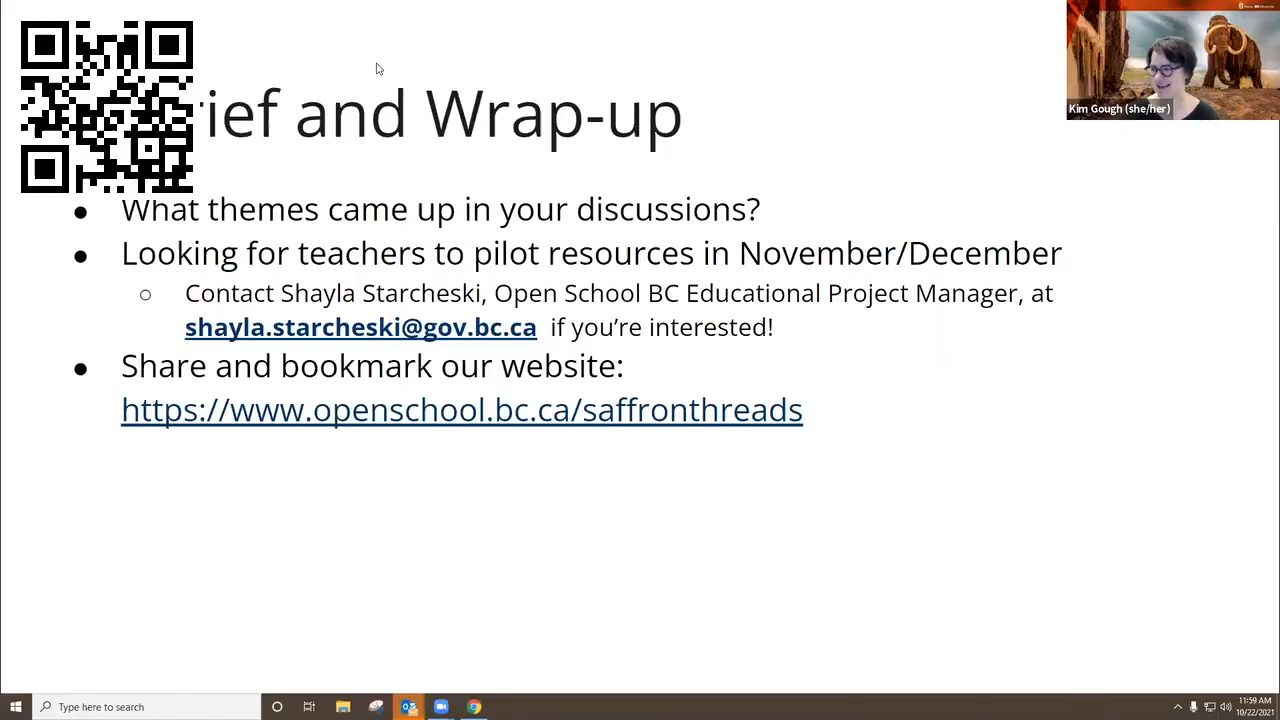 rief and Wrap-up
Kim Gough (she/her)
What themes came up in your discussions?
Looking for teachers to pilot resources in November/December
Contact Shayla Starcheski, Open School BC Educational Project Manager, at
shayla.starcheski@gov.bc.ca if you’re interested!
Share and bookmark our website:
https://www.openschool.bc.ca/saffronthreads
Type here to search
11:59 AM
10/22/2021